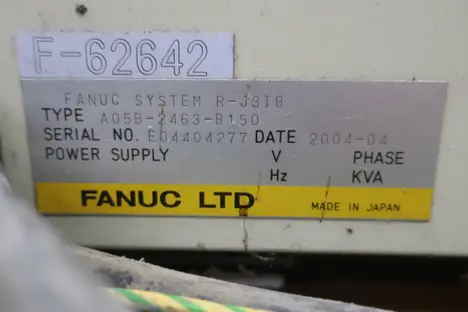 F-62642
FANUC SYSTEM R-J3IB
TYPE A05B-2463-B150
SERIAL NO. E04404277 DATE 2004-04
POWER SUPPLY V PHASE
Hz KVA
FANUC LTD MADE IN JAPAN